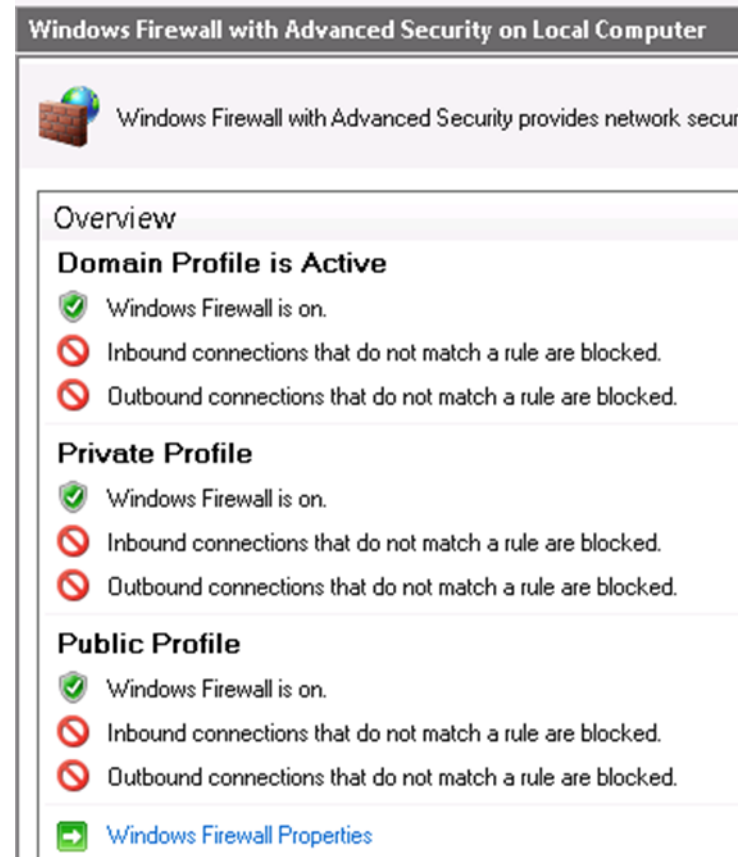 Windows Firewall with Advanced Security on Local Computer
Windows Firewall with Advanced Security provides network secur
Overview
Domain Profile is Active
Windows Firewall is on.
Inbound connections that do not match a rule are blocked.
Outbound connections that do not match a rule are blocked.
Private Profile
Windows Firewall is on.
Inbound connections that do not match a rule are blocked.
Outbound connections that do not match a rule are blocked.
Public Profile
Windows Firewall is on.
Inbound connections that do not match a rule are blocked.
Outbound connections that do not match a rule are blocked.
Windows Firewall Properties